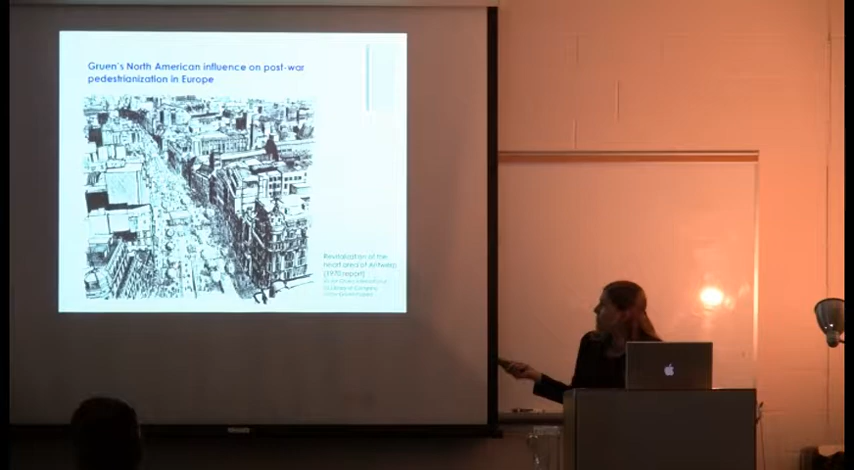 Gruen's North American influence on post-war
pedestrianization in Europe
Revitalization of the
heart area of Antwerp
(1970 report)